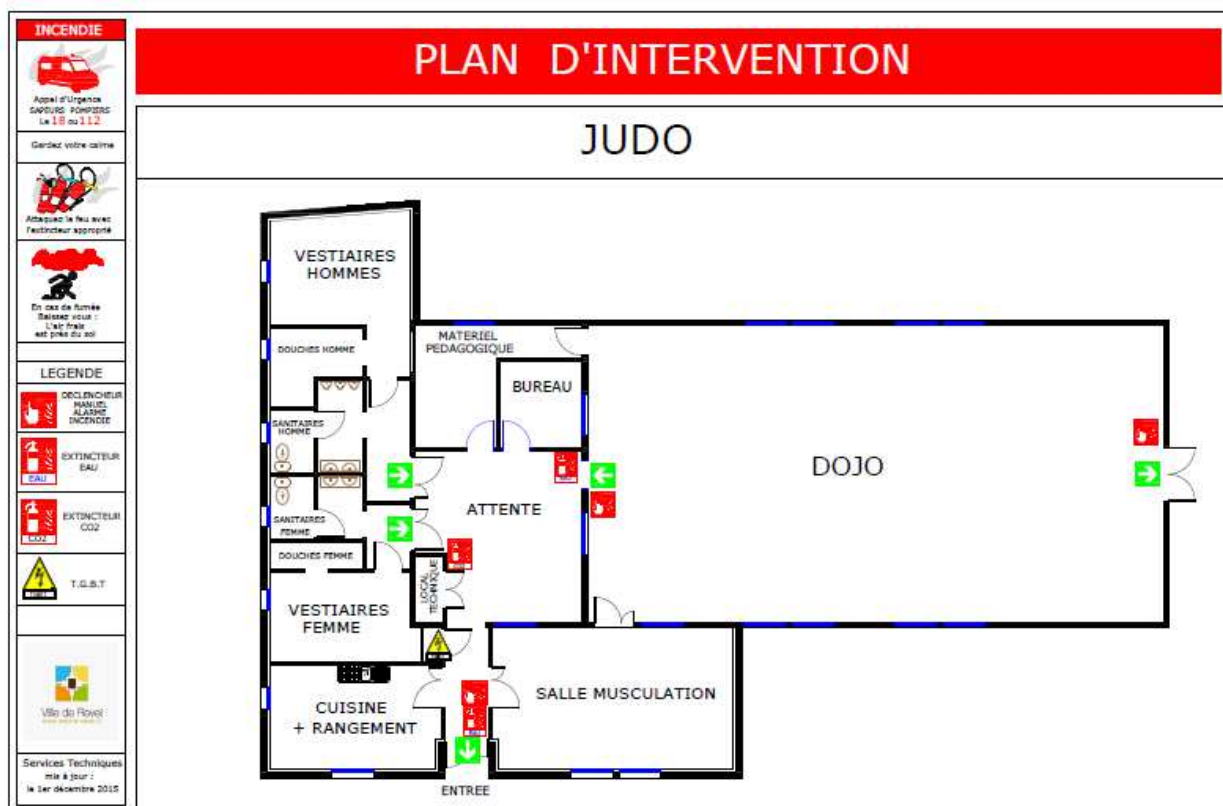 INCENDIE
Appel d'Urgence
SAPEURS POMPIERS
Le 18 ou 112
Gardez votre calme
Attaquez le feu avec
l'extincteur approprié
En cas de fumée
Baissez vous :
L'air frais
est près du sol
LEGENDE
DECLENCHEUR
MANUEL
ALARME
INCENDIE
EXTINCTEUR
EAU
EAU
EXTINCTEUR
CO2
CO2
T.G.B.T
Ville de Revel
Services Techniques
mis à jour :
le 1er décembre 2015
PLAN D'INTERVENTION
JUDO
VESTIAIRES
HOMMES
DOUCHES HOMME
MATERIEL
PEDAGOGIQUE
BUREAU
SANITAIRES
HOMME
DOJO
ATTENTE
SANITAIRES
FEMME
DOUCHES FEMME
LOCAL
TECHNIQUE
VESTIAIRES
FEMME
SALLE MUSCULATION
CUISINE
+ RANGEMENT
ENTREE